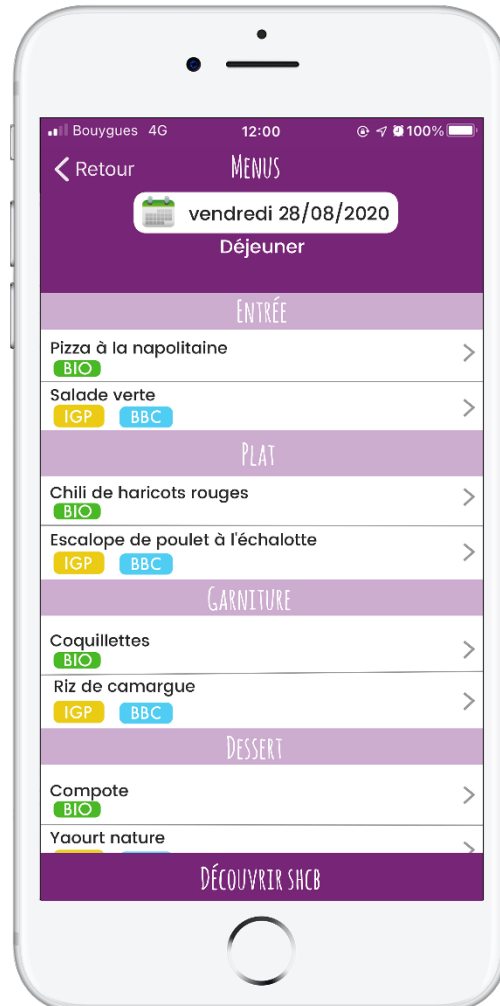 Bouygues 4G 12:00 100%
Retour MENUS
vendredi 28/08/2020
Déjeuner
ENTRÉE
Pizza à la napolitaine
BIO
Salade verte
IGP BBC
PLAT
Chili de haricots rouges
BIO
Escalope de poulet à l'échalotte
IGP BBC
GARNITURE
Coquillettes
BIO
Riz de camargue
IGP BBC
DESSERT
Compote
BIO
Yaourt nature
DÉCOUVRIR SHCB